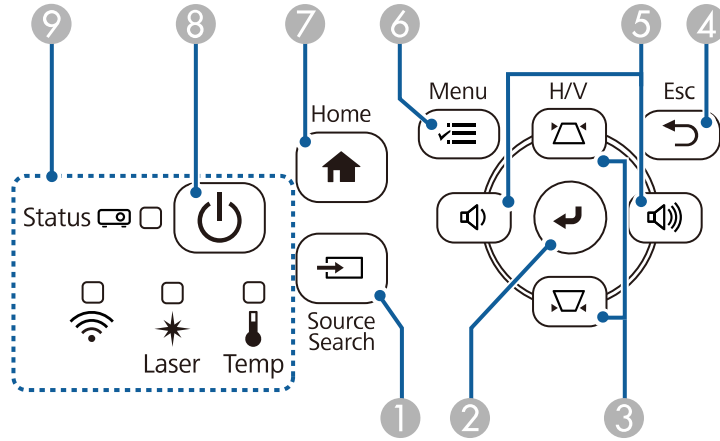 9 8 7 6 5 4
Menu H/V Esc
Home
Status
Source
Search
Laser Temp
1 2 3